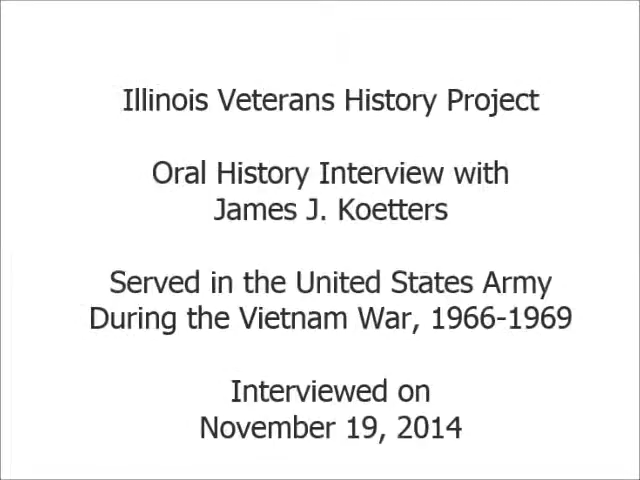 Illinois Veterans History Project
Oral History Interview with
James J. Koetters
Served in the United States Army
During the Vietnam War, 1966-1969
Interviewed on
November 19, 2014